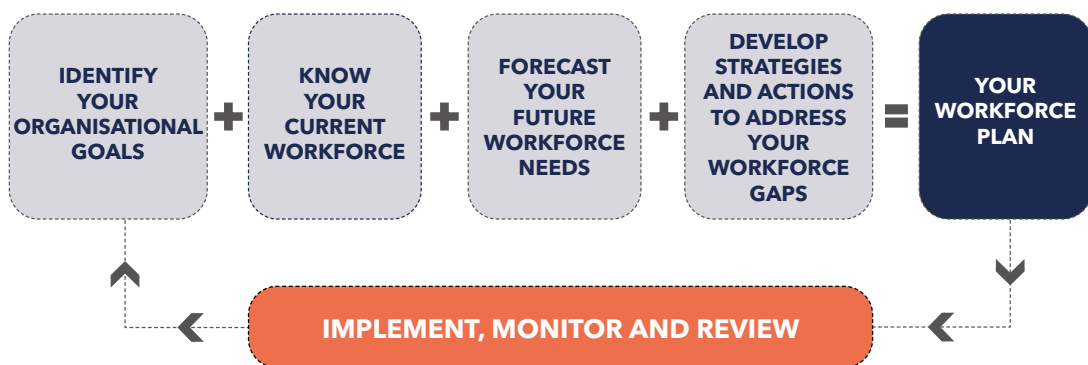 IDENTIFY
YOUR
ORGANISATIONAL
GOALS
+
KNOW
YOUR
CURRENT
WORKFORCE
+
FORECAST
YOUR
FUTURE
WORKFORCE
NEEDS
+
DEVELOP
STRATEGIES
AND ACTIONS
TO ADDRESS
YOUR
WORKFORCE
GAPS
=
YOUR
WORKFORCE
PLAN
IMPLEMENT, MONITOR AND REVIEW